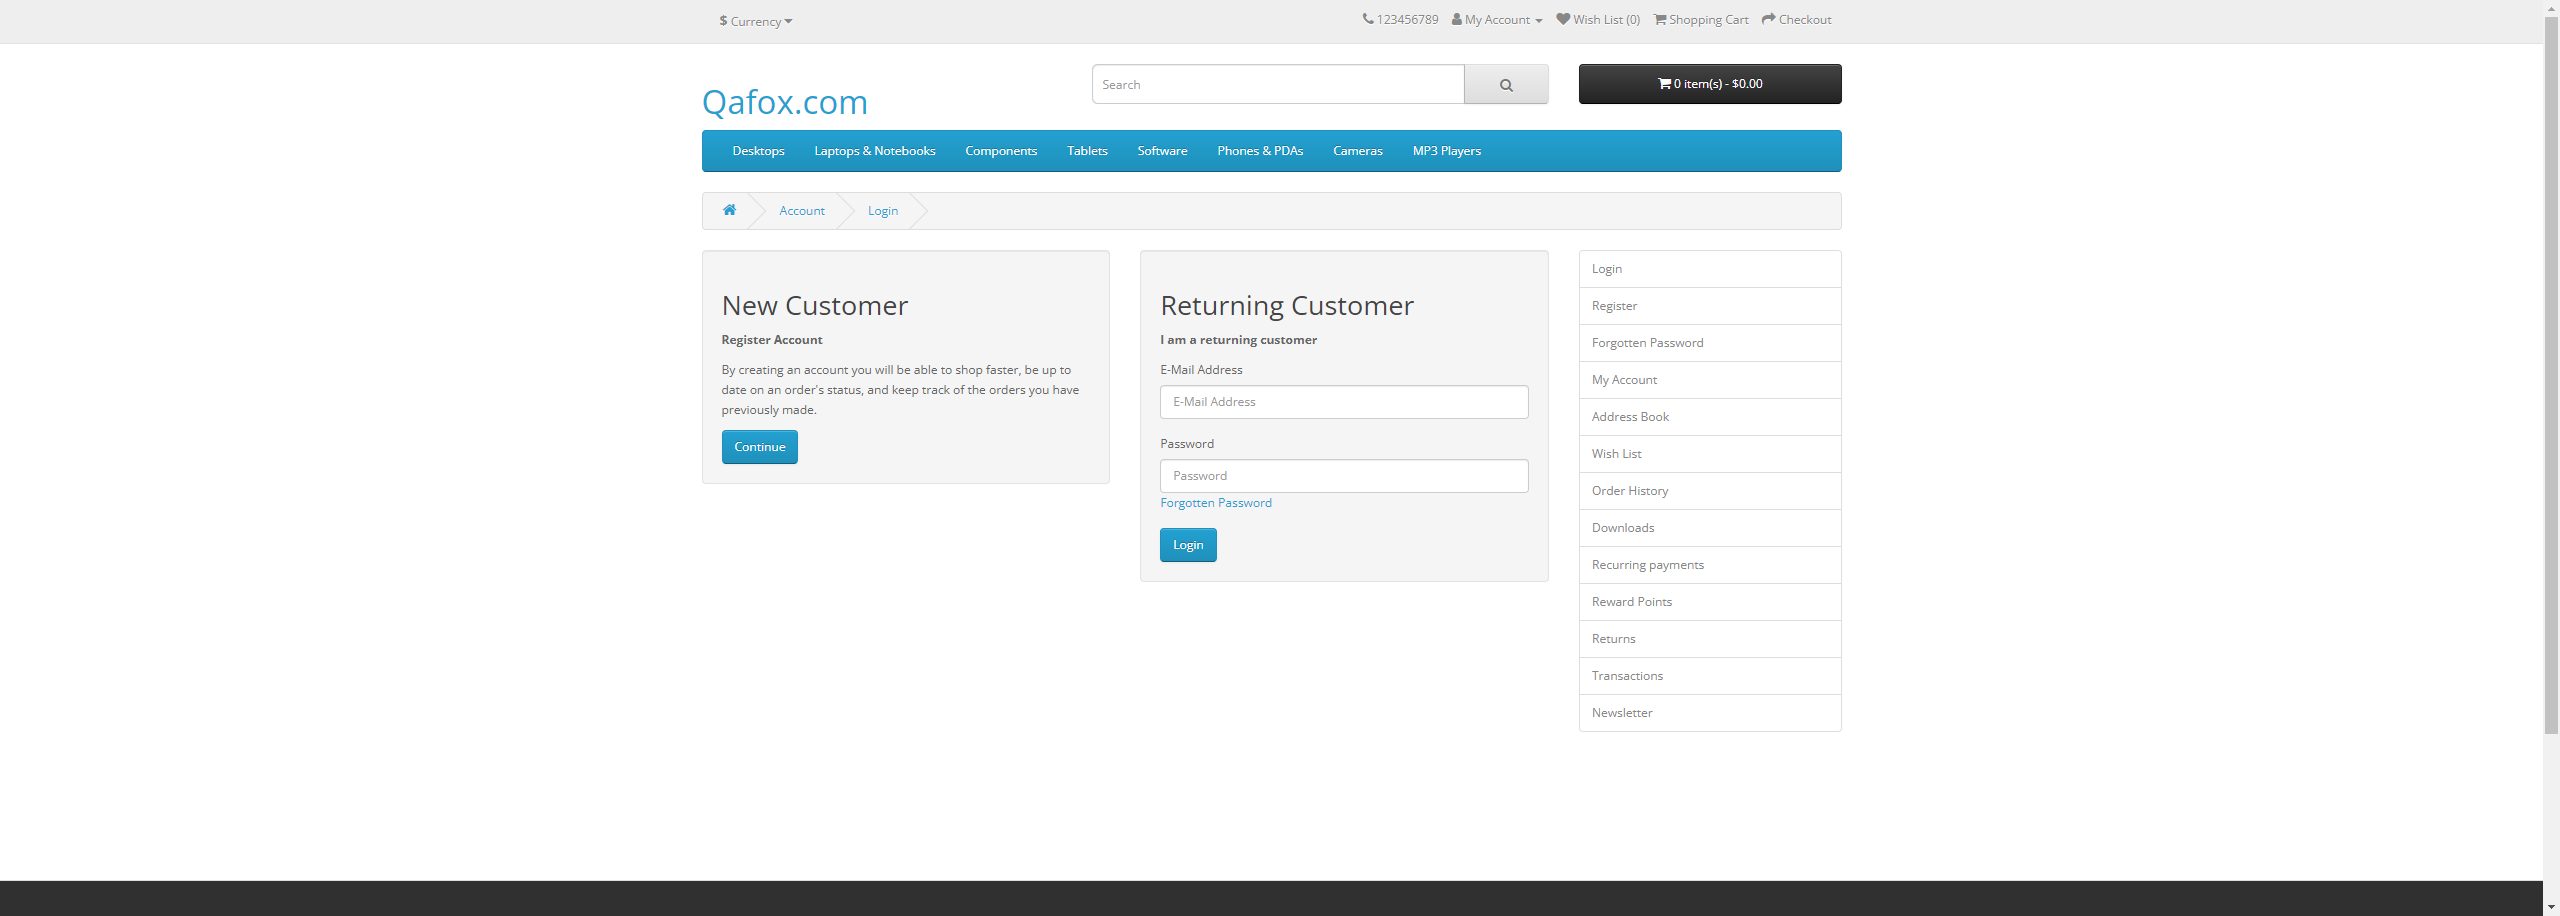 $ Currency
123456789 My Account Wish List (0) Shopping Cart Checkout
Qafox.com
Search
0 item(s) - $0.00
Desktops Laptops & Notebooks Components Tablets Software Phones & PDAs Cameras MP3 Players
Account Login
New Customer
Register Account
By creating an account you will be able to shop faster, be up to
date on an order's status, and keep track of the orders you have
previously made.
Continue
Returning Customer
I am a returning customer
E-Mail Address
E-Mail Address
Password
Password
Forgotten Password
Login
Login
Register
Forgotten Password
My Account
Address Book
Wish List
Order History
Downloads
Recurring payments
Reward Points
Returns
Transactions
Newsletter